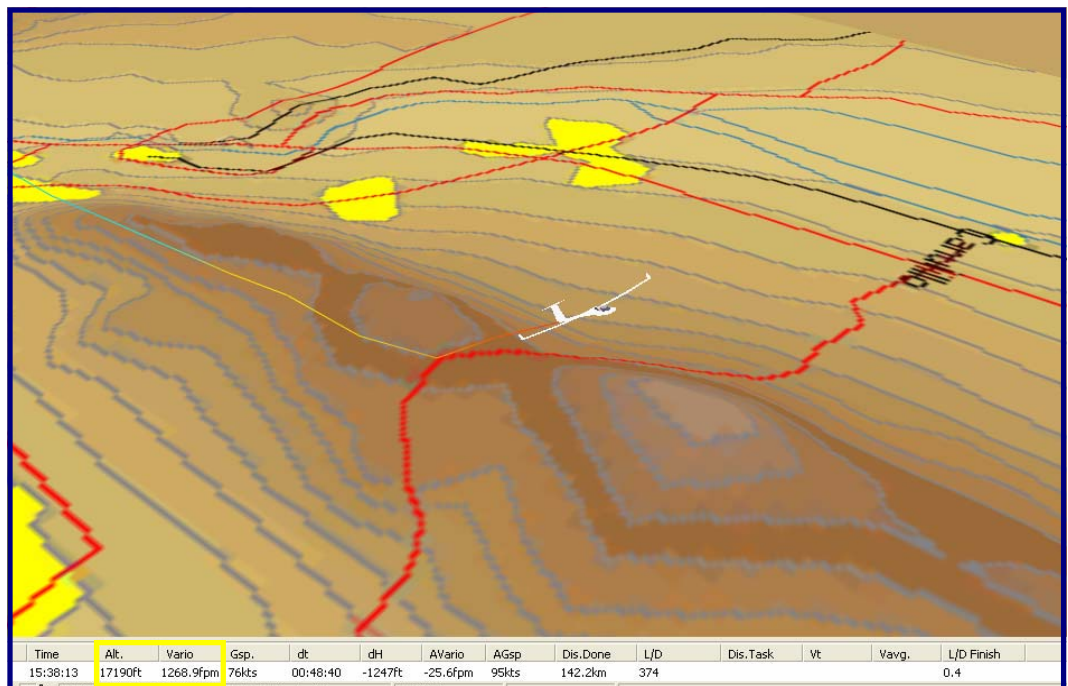 Carrulild
Time Alt. Vario Gsp. dt dH AVario AGsp Dis.Done L/D Dis.Task Vt Vavg. L/D Finish
15:38:13 17190ft 1268.9fpm 76kts 00:48:40 -1247ft -25.6fpm 95kts 142.2km 374 0.4